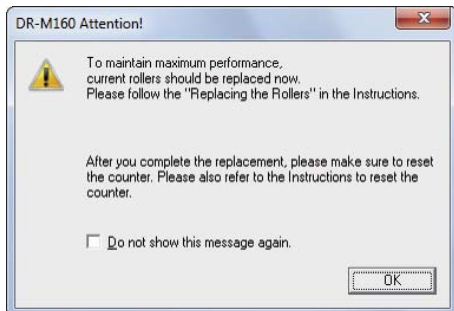 DR-M160 Attention!
To maintain maximum performance,
current rollers should be replaced now.
Please follow the "Replacing the Rollers" in the Instructions.
After you complete the replacement, please make sure to reset
the counter. Please also refer to the Instructions to reset the
counter.
Do not show this message again.
OK